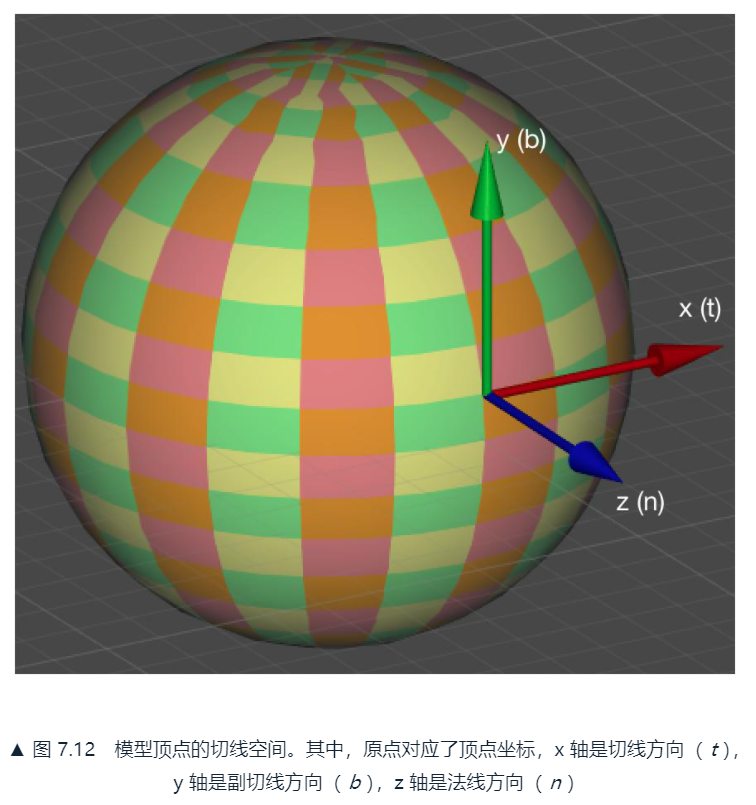 y (b)
x (t)
z (n)
▲ 图 7.12 模型顶点的切线空间。其中，原点对应了顶点坐标，x 轴是切线方向（t），
y 轴是副切线方向（b），z 轴是法线方向（n）